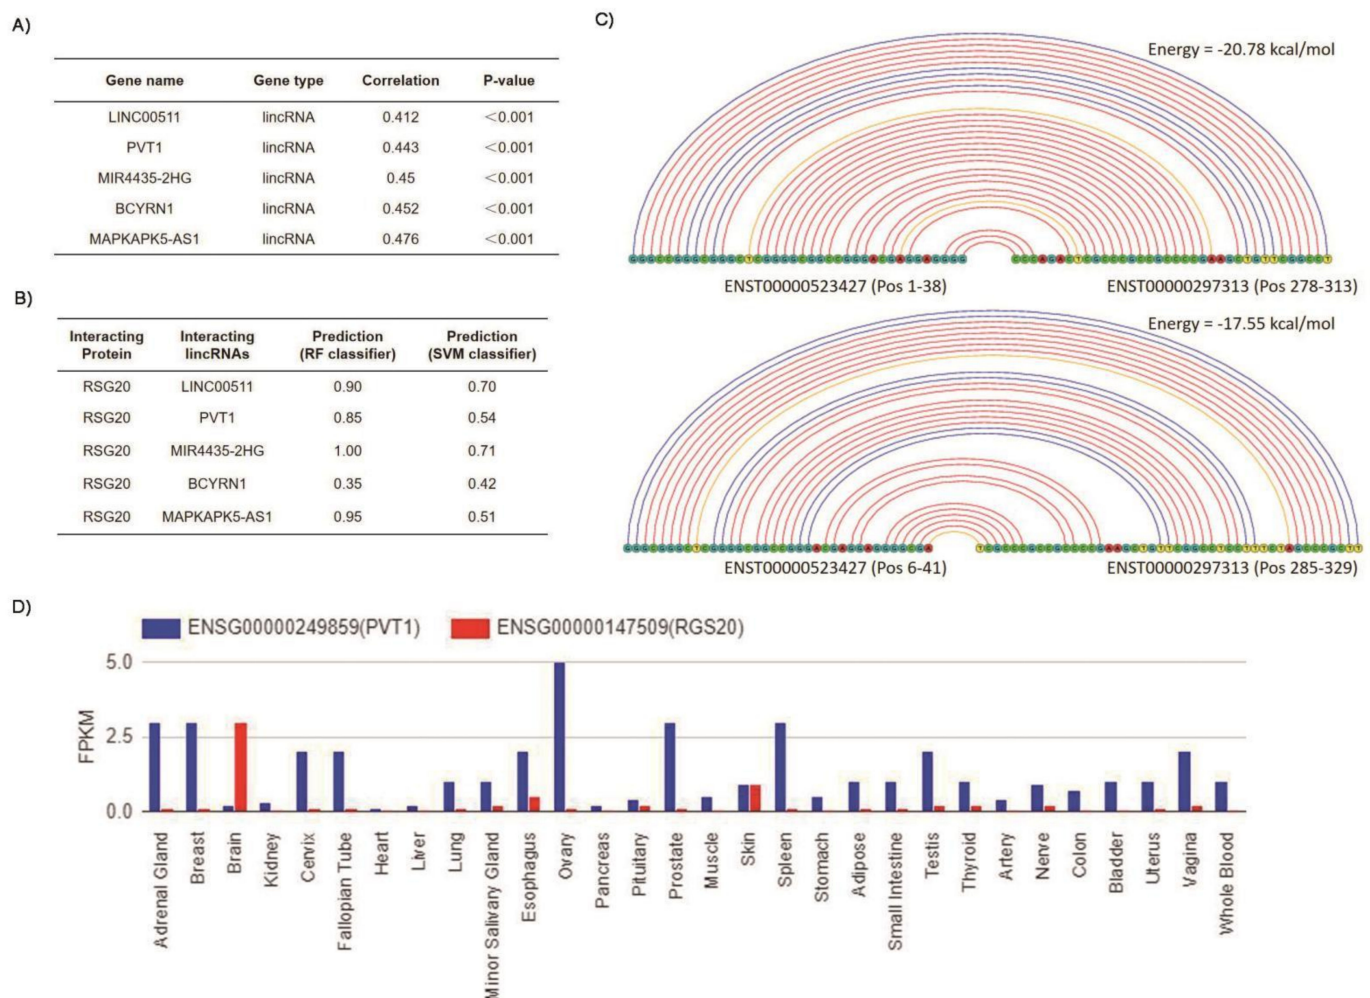 A)
Gene name Gene type Correlation P-value
LINC00511 lincRNA 0.412 <0.001
PVT1 lincRNA 0.443 <0.001
MIR4435-2HG lincRNA 0.45 <0.001
BCYRN1 lincRNA 0.452 <0.001
MAPKAPK5-AS1 lincRNA 0.476 <0.001
B)
Interacting Interacting Prediction Prediction
Protein lincRNAs (RF classifier) (SVM classifier)
RSG20 LINC00511 0.90 0.70
RSG20 PVT1 0.85 0.54
RSG20 MIR4435-2HG 1.00 0.71
RSG20 BCYRN1 0.35 0.42
RSG20 MAPKAPK5-AS1 0.95 0.51
C)
Energy = -20.78 kcal/mol
ENST00000523427 (Pos 1-38) ENST00000297313 (Pos 278-313)
Energy = -17.55 kcal/mol
ENST00000523427 (Pos 6-41) ENST00000297313 (Pos 285-329)
D)
ENSG00000249859(PVT1) ENSG00000147509(RGS20)
FPKM
5.0
2.5
0.0
Adrenal Gland
Breast
Brain
Kidney
Cervix
Fallopian Tube
Heart
Liver
Lung
Minor Salivary Gland
Esophagus
Ovary
Pancreas
Pituitary
Prostate
Muscle
Skin
Spleen
Stomach
Adipose
Small Intestine
Testis
Thyroid
Artery
Nerve
Colon
Bladder
Uterus
Vagina
Whole Blood